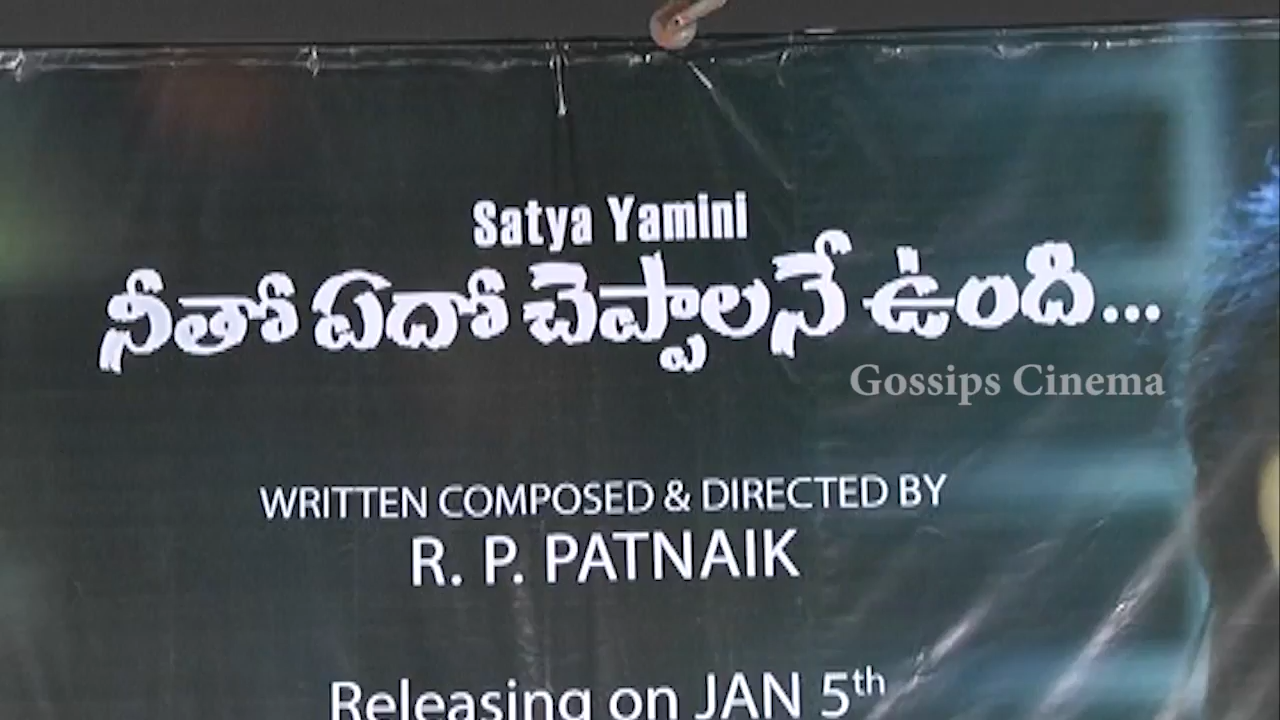 Satya Yamini
నీతో ఏదో చెప్పాలనే ఉంది...
Gossips Cinema
WRITTEN COMPOSED & DIRECTED BY
R. P. PATNAIK
Releasing on JAN 5th